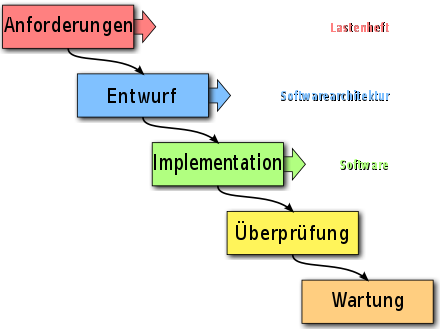 Anforderungen
Lastenheft
Entwurf
Softwarearchitektur
Implementation
Software
Überprüfung
Wartung